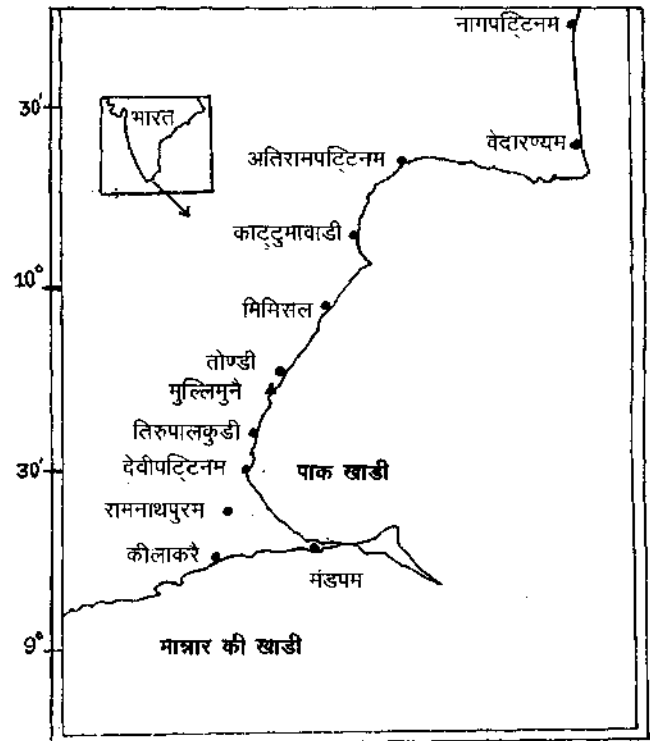 नागपट्टिनम
30'
भारत
वेदारण्यम
अतिरामपट्टिनम
काट्टुमावाडी
10°
मिमिसल
तोण्डी
मुल्लिमुनै
तिरुपालकुडी
30'
देवीपट्टिनम
पाक खाडी
रामनाथपुरम
कीलाकरै
मंडपम
9°
मान्नार की खाडी